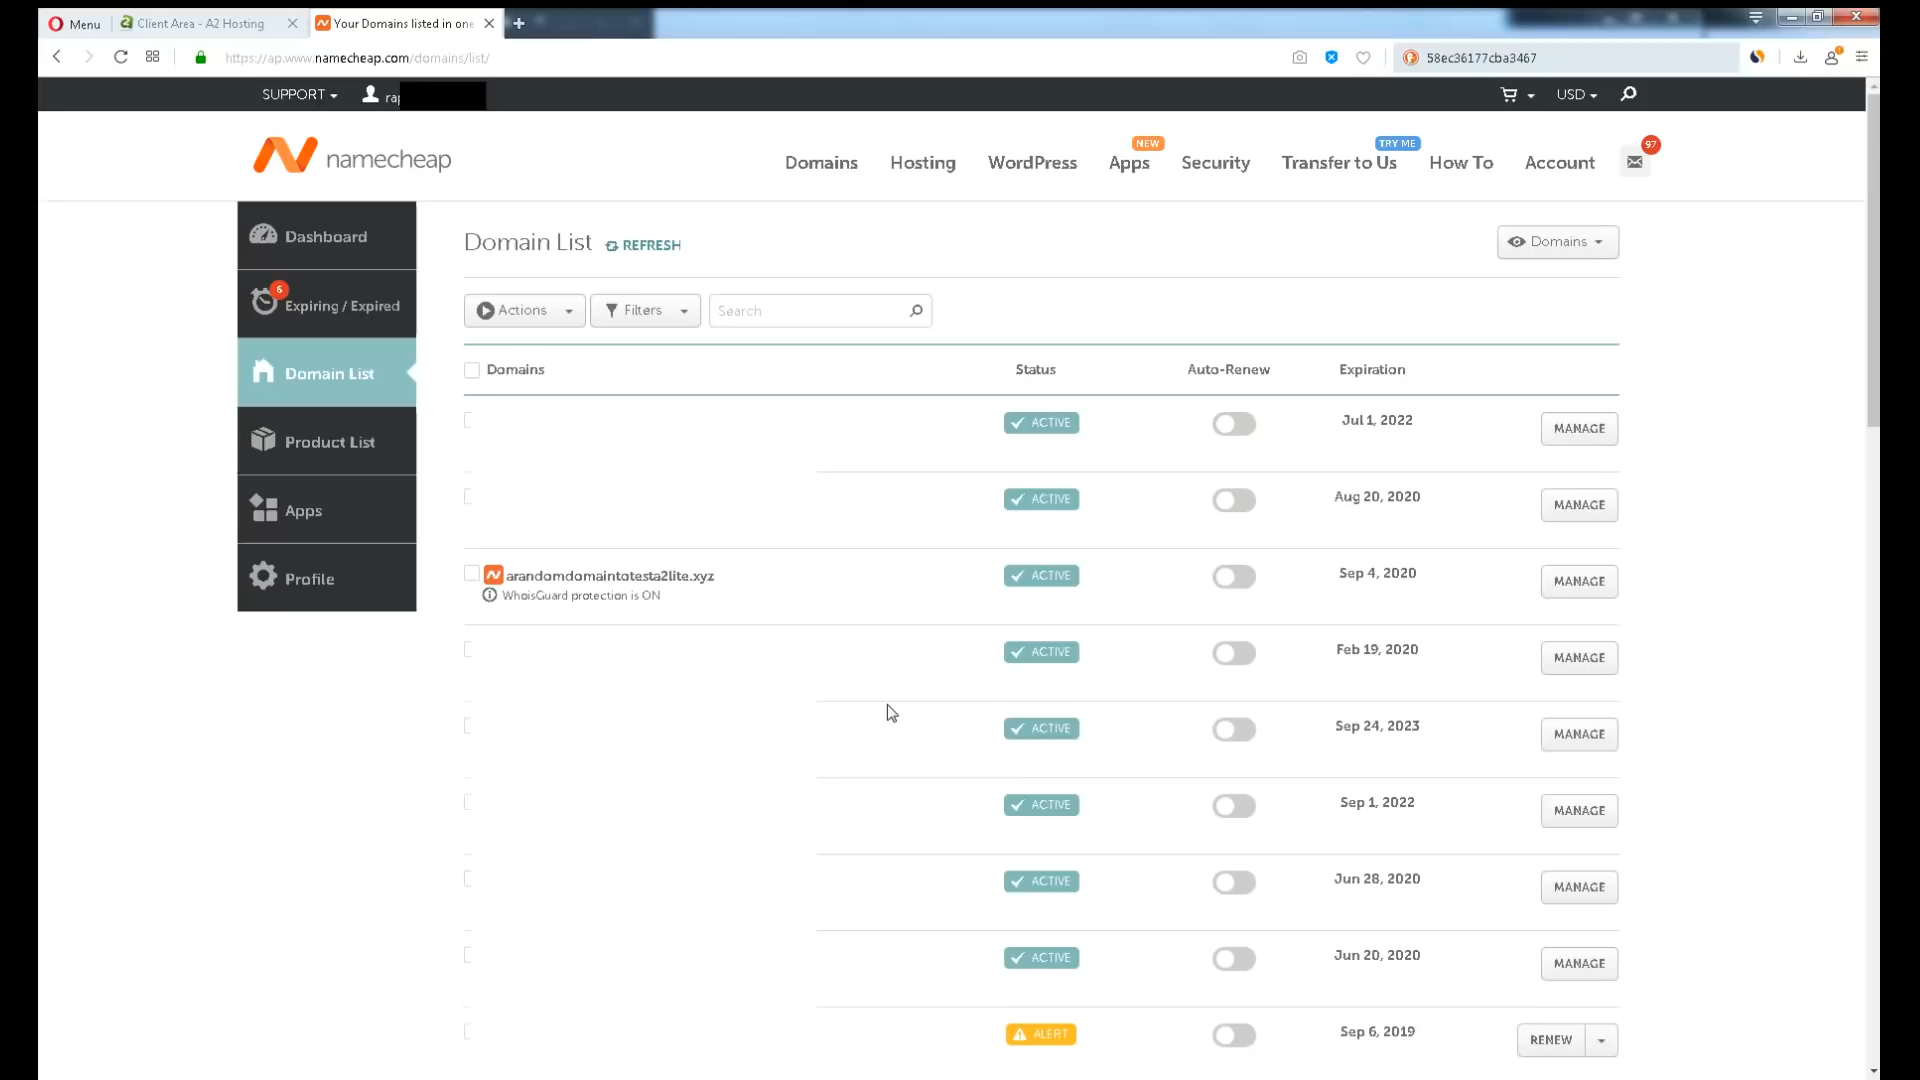 Menu
Client Area - A2 Hosting
Your Domains listed in one
https://ap.www.namecheap.com/domains/list/
58ec36177cba3467
SUPPORT
USD
namecheap
Domains
Hosting
WordPress
NEW
Apps
Security
TRY ME
Transfer to Us
How To
Account
97
Dashboard
6
Expiring / Expired
Domain List
Product List
Apps
Profile
Domain List
REFRESH
Domains
Actions
Filters
Search
Domains Status Auto-Renew Expiration
ACTIVE Jul 1, 2022 MANAGE
ACTIVE Aug 20, 2020 MANAGE
arandomdomaintotesta2lite.xyz ACTIVE Sep 4, 2020 MANAGE
WhoisGuard protection is ON
ACTIVE Feb 19, 2020 MANAGE
ACTIVE Sep 24, 2023 MANAGE
ACTIVE Sep 1, 2022 MANAGE
ACTIVE Jun 28, 2020 MANAGE
ACTIVE Jun 20, 2020 MANAGE
ALERT Sep 6, 2019 RENEW